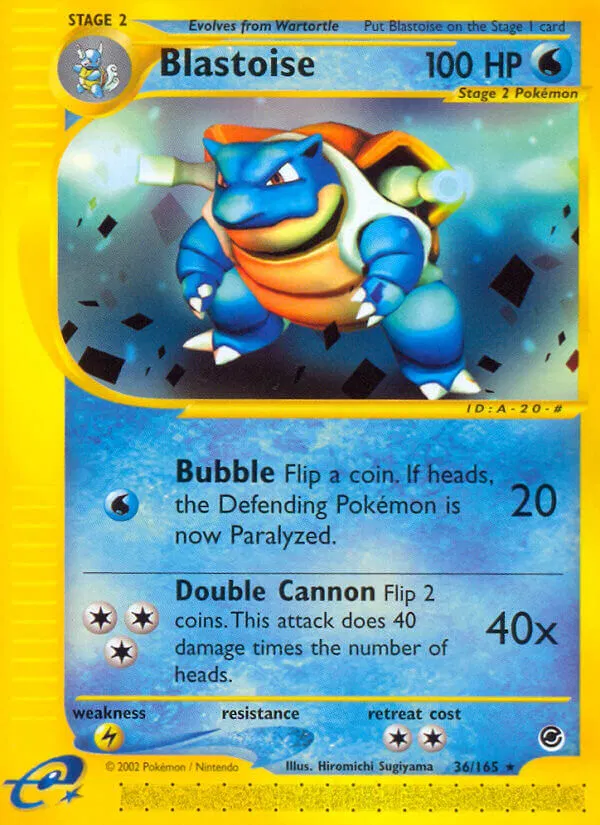 STAGE 2
Evolves from Wartortle Put Blastoise on the Stage 1 card
Blastoise 100 HP
Stage 2 Pokémon
ID:A-20-#
Bubble Flip a coin. If heads,
the Defending Pokémon is
now Paralyzed.
20
Double Cannon Flip 2
coins. This attack does 40
damage times the number of
heads.
40x
weakness resistance retreat cost
© 2002 Pokémon / Nintendo Illus. Hiromichi Sugiyama 36/165 ★
e